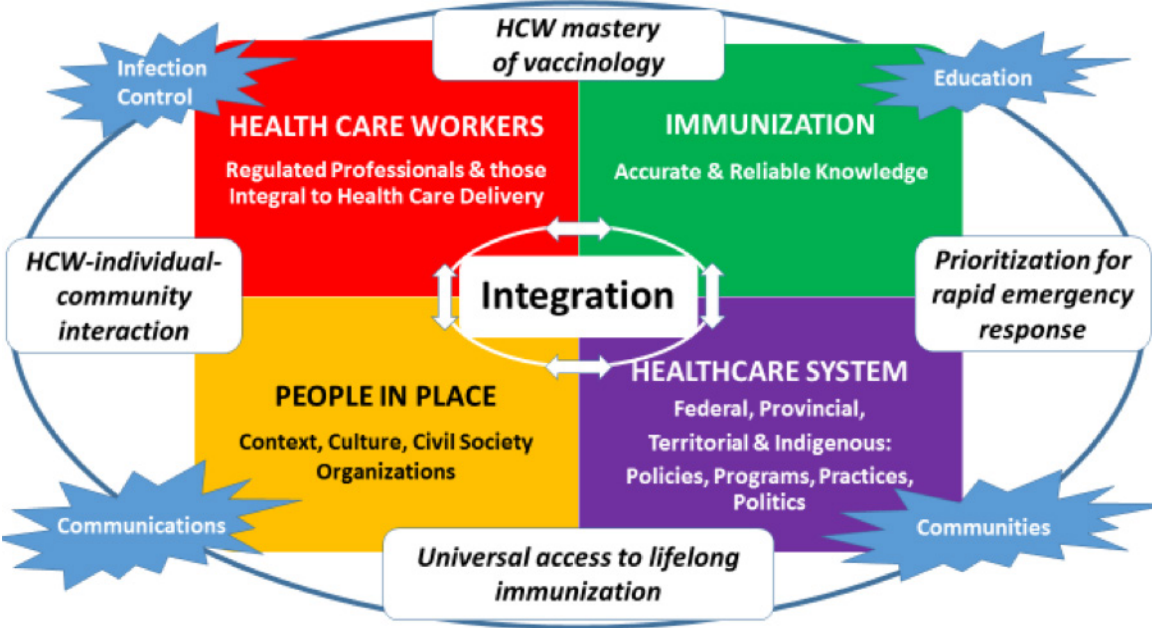 HCW mastery
of vaccinology
Infection
Control
Education
HEALTH CARE WORKERS
Regulated Professionals & those
Integral to Health Care Delivery
IMMUNIZATION
Accurate & Reliable Knowledge
HCW-individual-
community
interaction
Integration
Prioritization for
rapid emergency
response
PEOPLE IN PLACE
Context, Culture, Civil Society
Organizations
HEALTHCARE SYSTEM
Federal, Provincial,
Territorial & Indigenous:
Policies, Programs, Practices,
Politics
Communications
Communities
Universal access to lifelong
immunization